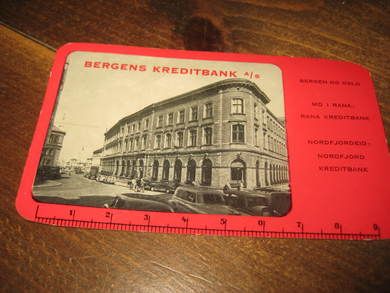 BERGENS KREDITBANK A/S
BERGEN OG OSLO
MO I RANA-
RANA KREDITBANK
NORDFJORDEID-
NORDFJORD
KREDITBANK
1 2 3 4 5 6 7 8 9